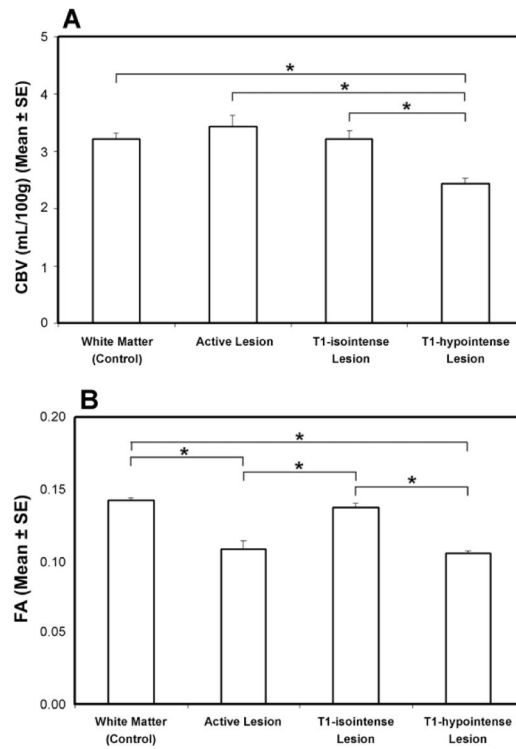 A
CBV (mL/100g) (Mean ± SE)
5
4
3
2
1
0
*
*
*
White Matter
(Control)
Active Lesion
T1-isointense
Lesion
T1-hypointense
Lesion
B
FA (Mean ± SE)
0.20
0.15
0.10
0.05
0.00
*
*
*
*
White Matter
(Control)
Active Lesion
T1-isointense
Lesion
T1-hypointense
Lesion